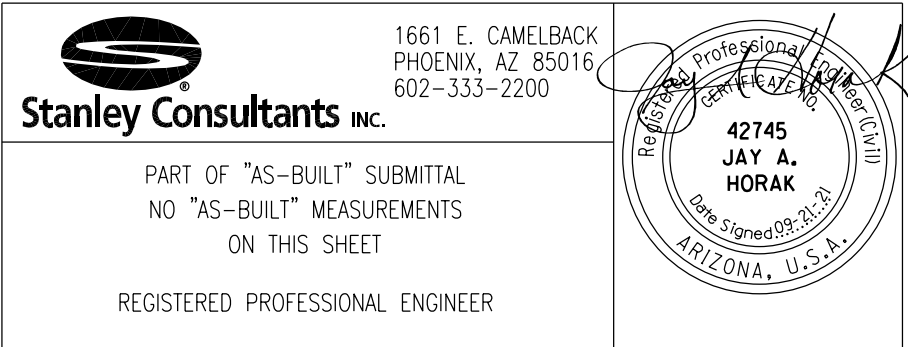 Stanley Consultants INC.
®
1661 E. CAMELBACK
PHOENIX, AZ 85016
602-333-2200
PART OF "AS-BUILT" SUBMITTAL
NO "AS-BUILT" MEASUREMENTS
ON THIS SHEET
REGISTERED PROFESSIONAL ENGINEER
Registered Professional Engineer (Civil)
CERTIFICATE NO.
42745
JAY A.
HORAK
Date Signed 09-21-21
ARIZONA, U.S.A.
Jay A Horak